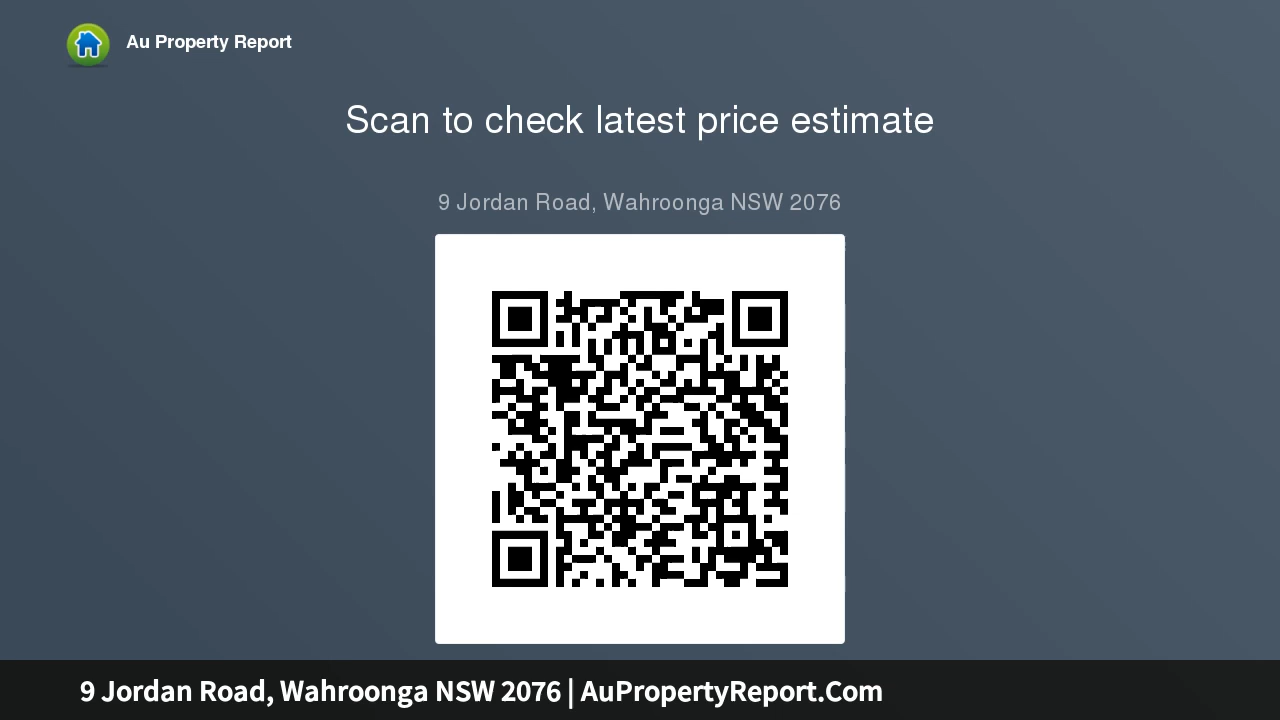 Au Property Report
Scan to check latest price estimate
9 Jordan Road, Wahroonga NSW 2076
9 Jordan Road, Wahroonga NSW 2076 | AuPropertyReport.Com